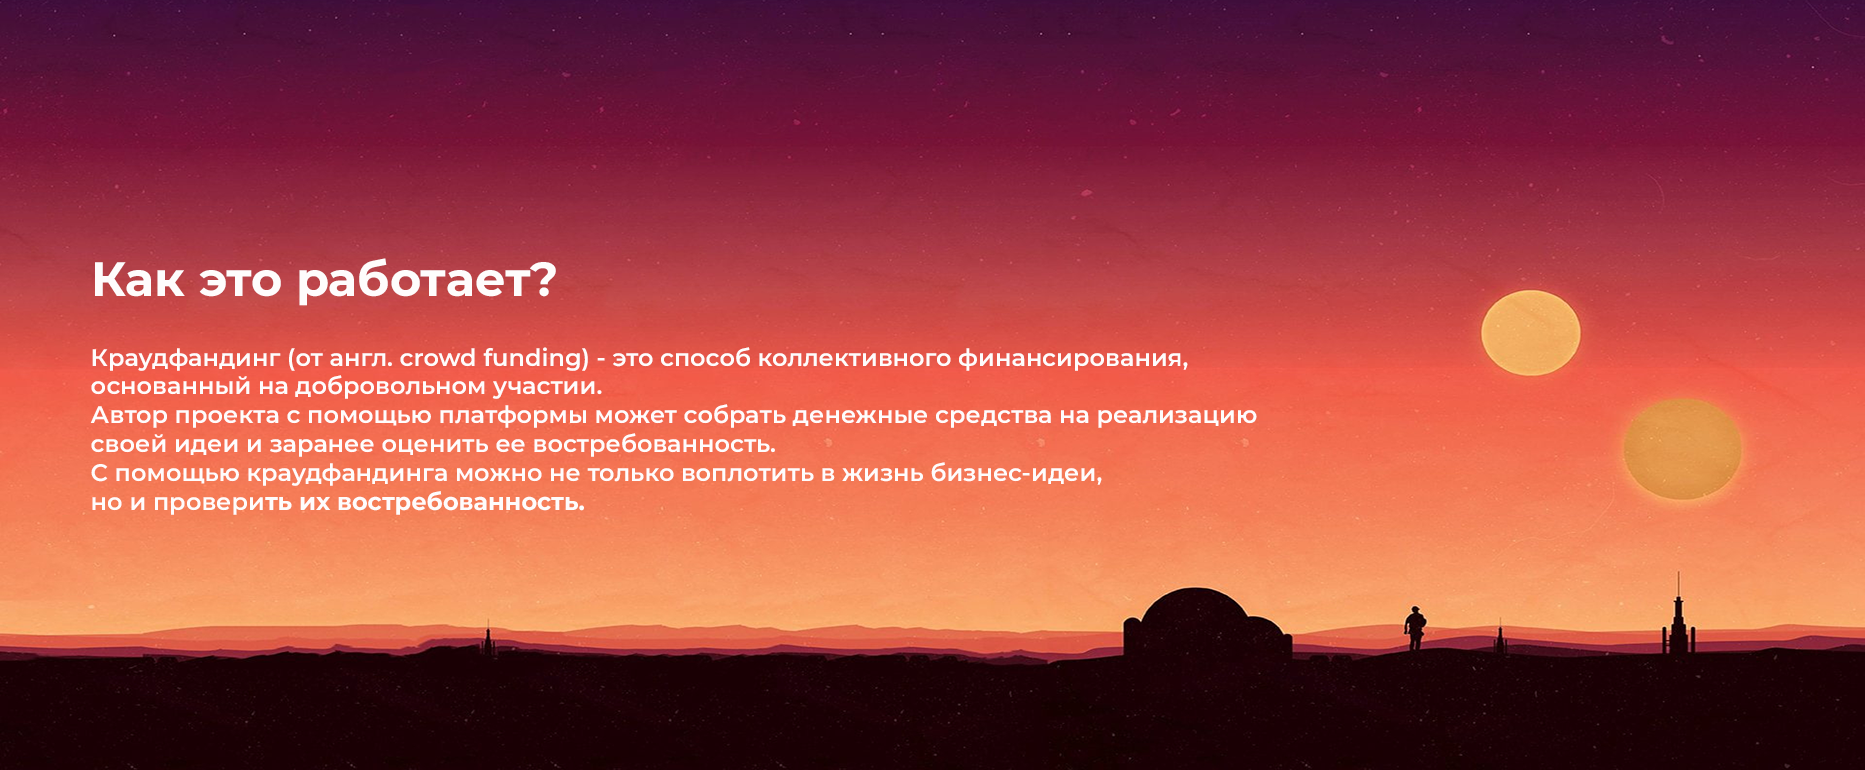 Как это работает?
Краудфандинг (от англ. crowd funding) - это способ коллективного финансирования,
основанный на добровольном участии.
Автор проекта с помощью платформы может собрать денежные средства на реализацию
своей идеи и заранее оценить ее востребованность.
С помощью краудфандинга можно не только воплотить в жизнь бизнес-идеи,
но и проверить их востребованность.